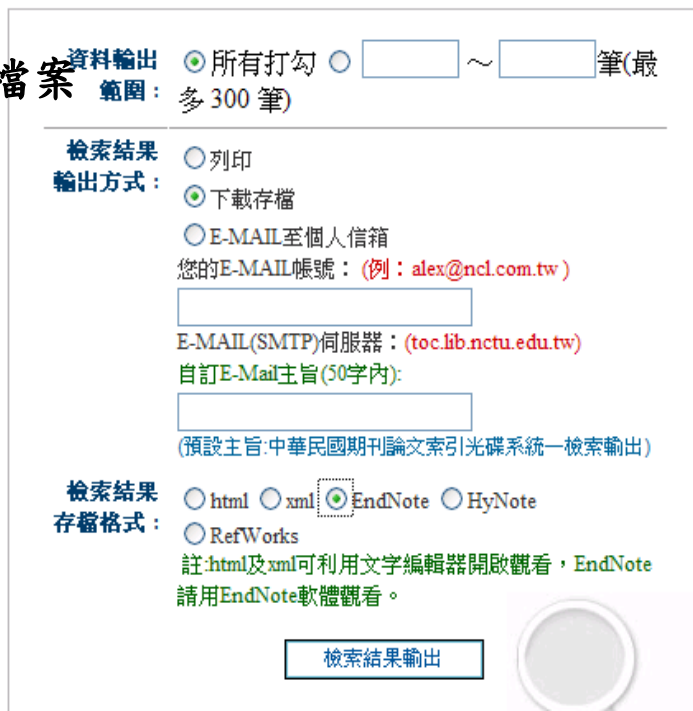 資料輸出 所有打勾 ～ 筆(最
檔案 範圍： 多 300 筆)
檢索結果 列印
輸出方式： 下載存檔
E-MAIL至個人信箱
您的E-MAIL帳號： (例：alex@ncl.com.tw )
E-MAIL(SMTP)伺服器：(toc.lib.nctu.edu.tw)
自訂E-Mail主旨(50字內):
(預設主旨:中華民國期刊論文索引光碟系統—檢索輸出)
檢索結果 html xml EndNote HyNote
存檔格式： RefWorks
註:html及xml可利用文字編輯器開啟觀看，EndNote
請用EndNote軟體觀看。
檢索結果輸出